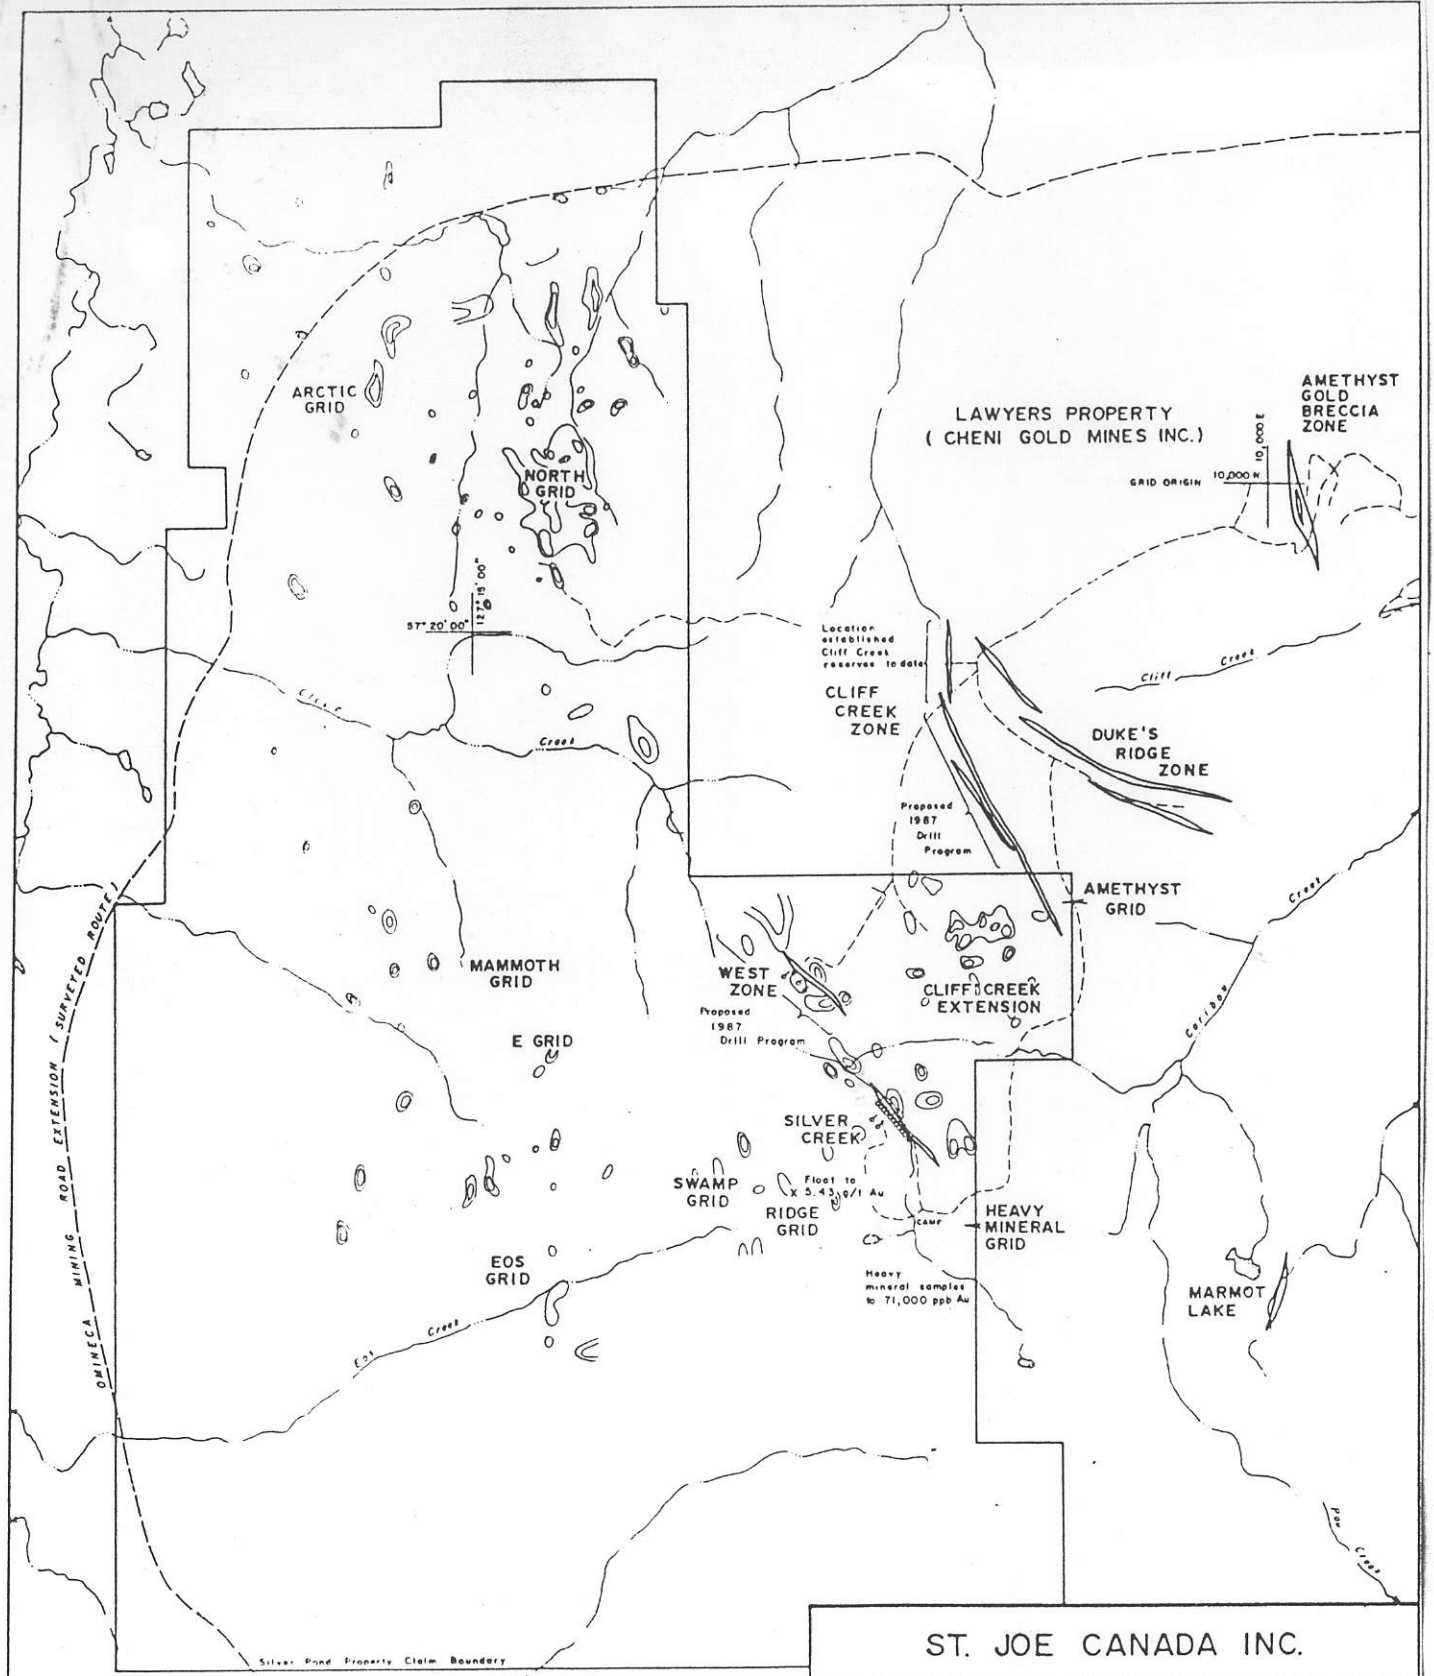 AMETHYST
GOLD
BRECCIA
ZONE
ARCTIC
GRID
LAWYERS PROPERTY
( CHENI GOLD MINES INC.)
10,000 E
GRID ORIGIN
10,000 N
NORTH
GRID
127° 15' 00"
57° 20' 00"
Location
established
Cliff Creek
reserves to date
Cliff Creek
CLIFF
CREEK
ZONE
DUKE'S
RIDGE
ZONE
Creek
Proposed
1987
Drill
Program
AMETHYST
GRID
Creek
Caribou
MAMMOTH
GRID
WEST
ZONE
CLIFF CREEK
EXTENSION
Proposed
1987
Drill Program
E GRID
OMINECA MINING ROAD EXTENSION ( SURVEYED ROUTE )
SILVER
CREEK
SWAMP
GRID
Float to
X 5.43 g/t Au
RIDGE
GRID
CAMP
HEAVY
MINERAL
GRID
EOS
GRID
Heavy
mineral samples
to 71,000 ppb Au
MARMOT
LAKE
Eos Creek
Creek
Silver Pond Property Claim Boundary
ST. JOE CANADA INC.